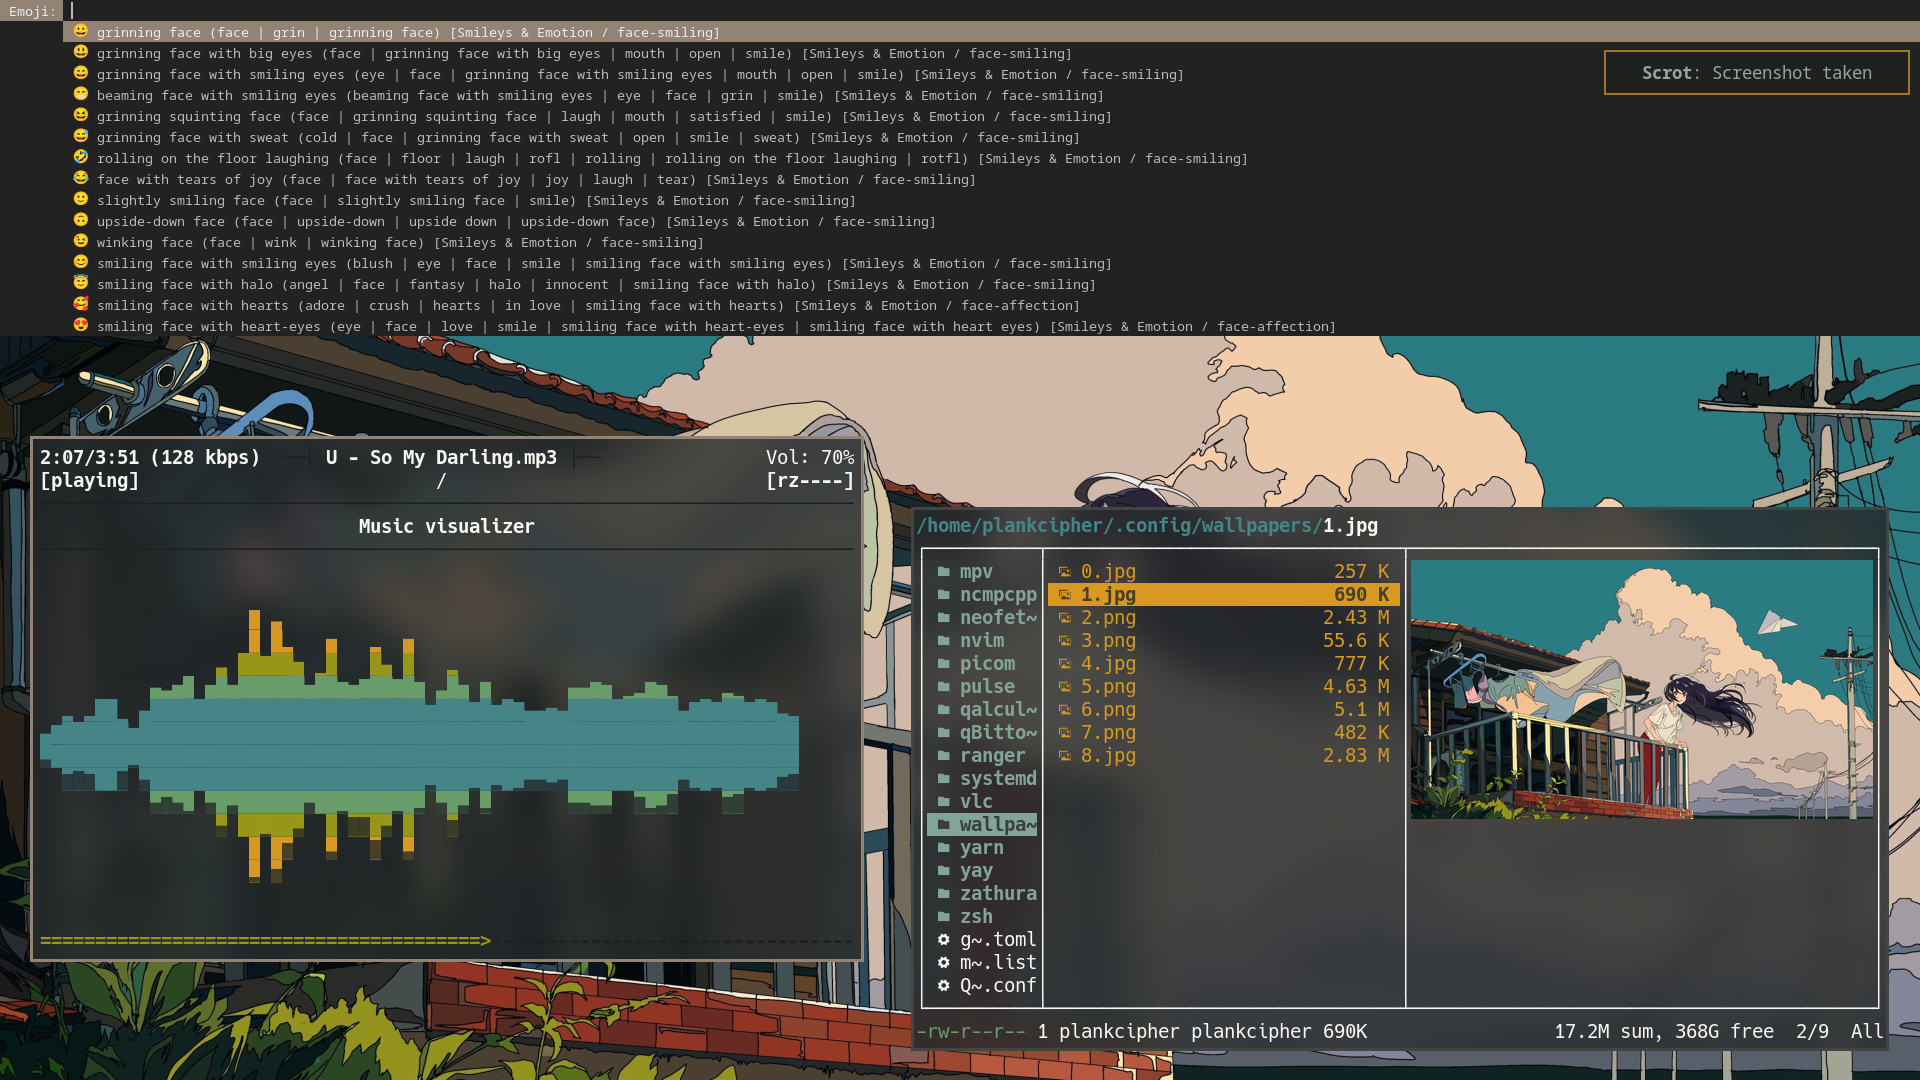 Emoji:
😀 grinning face (face | grin | grinning face) [Smileys & Emotion / face-smiling]
😃 grinning face with big eyes (face | grinning face with big eyes | mouth | open | smile) [Smileys & Emotion / face-smiling]
😄 grinning face with smiling eyes (eye | face | grinning face with smiling eyes | mouth | open | smile) [Smileys & Emotion / face-smiling]
😁 beaming face with smiling eyes (beaming face with smiling eyes | eye | face | grin | smile) [Smileys & Emotion / face-smiling]
😆 grinning squinting face (face | grinning squinting face | laugh | mouth | satisfied | smile) [Smileys & Emotion / face-smiling]
😅 grinning face with sweat (cold | face | grinning face with sweat | open | smile | sweat) [Smileys & Emotion / face-smiling]
🤣 rolling on the floor laughing (face | floor | laugh | rofl | rolling | rolling on the floor laughing | rotfl) [Smileys & Emotion / face-smiling]
😂 face with tears of joy (face | face with tears of joy | joy | laugh | tear) [Smileys & Emotion / face-smiling]
🙂 slightly smiling face (face | slightly smiling face | smile) [Smileys & Emotion / face-smiling]
🙃 upside-down face (face | upside-down | upside down | upside-down face) [Smileys & Emotion / face-smiling]
😉 winking face (face | wink | winking face) [Smileys & Emotion / face-smiling]
😊 smiling face with smiling eyes (blush | eye | face | smile | smiling face with smiling eyes) [Smileys & Emotion / face-smiling]
😇 smiling face with halo (angel | face | fantasy | halo | innocent | smiling face with halo) [Smileys & Emotion / face-smiling]
🥰 smiling face with hearts (adore | crush | hearts | in love | smiling face with hearts) [Smileys & Emotion / face-affection]
😍 smiling face with heart-eyes (eye | face | love | smile | smiling face with heart-eyes | smiling face with heart eyes) [Smileys & Emotion / face-affection]
Scrot: Screenshot taken
2:07/3:51 (128 kbps) U - So My Darling.mp3 Vol: 70%
[playing] / [rz----]
Music visualizer
/home/plankcipher/.config/wallpapers/1.jpg
mpv
ncmpcpp
neofet~
nvim
picom
pulse
qalcul~
qBitto~
ranger
systemd
vlc
wallpa~
yarn
yay
zathura
zsh
g~.toml
m~.list
Q~.conf
0.jpg 257 K
1.jpg 690 K
2.png 2.43 M
3.png 55.6 K
4.jpg 777 K
5.png 4.63 M
6.png 5.1 M
7.png 482 K
8.jpg 2.83 M
-rw-r--r-- 1 plankcipher plankcipher 690K 17.2M sum, 368G free 2/9 All